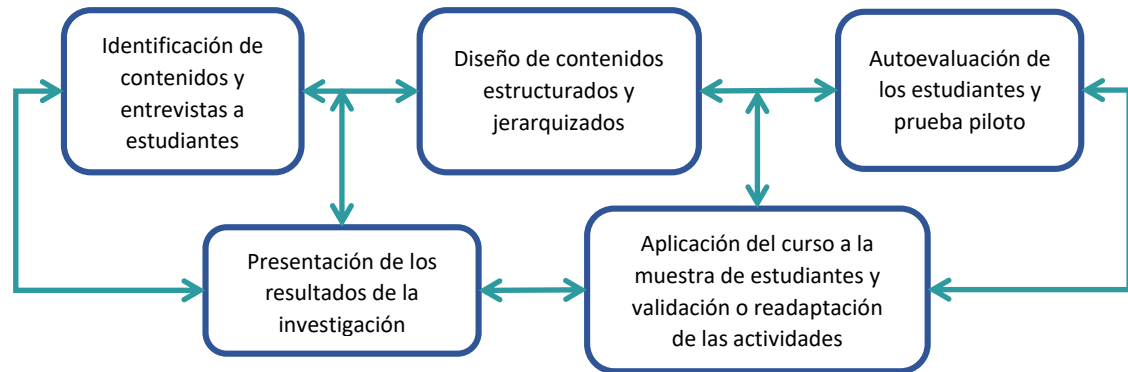 Identificación de
contenidos y
entrevistas a
estudiantes
Diseño de contenidos
estructurados y
jerarquizados
Autoevaluación de
los estudiantes y
prueba piloto
Presentación de los
resultados de la
investigación
Aplicación del curso a la
muestra de estudiantes y
validación o readaptación
de las actividades